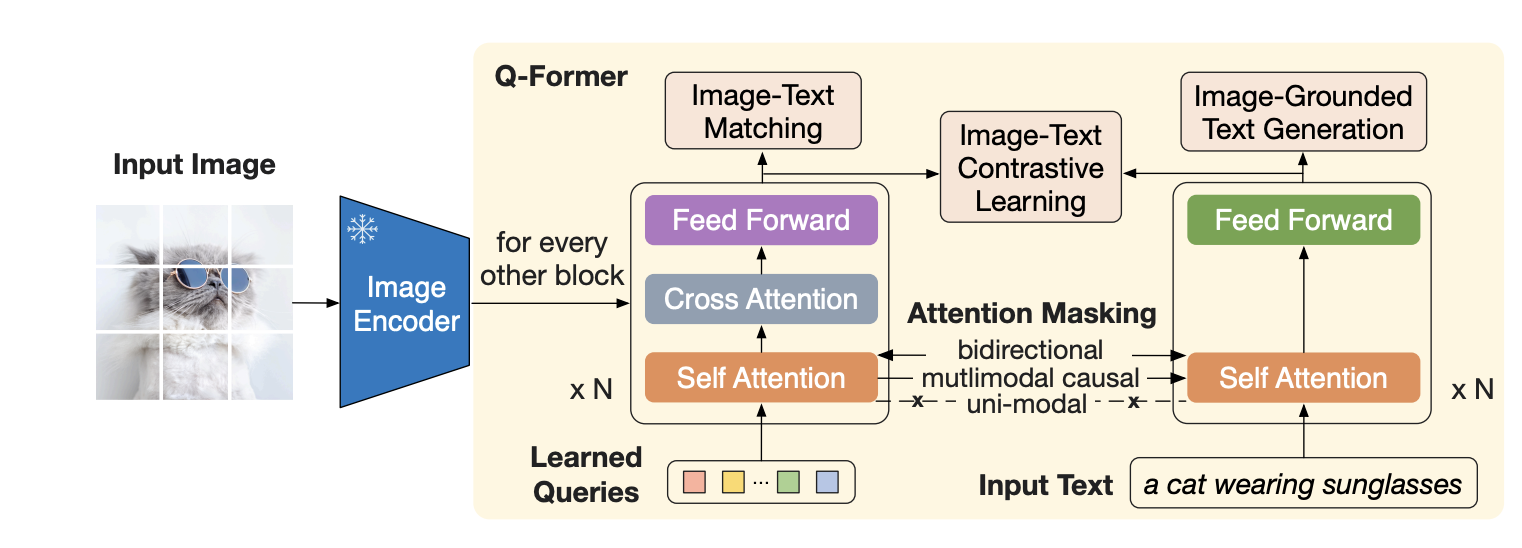 Q-Former
Input Image
Image
Encoder
for every
other block
Image-Text
Matching
Image-Text
Contrastive
Learning
Image-Grounded
Text Generation
Feed Forward
Cross Attention
Self Attention
x N
Attention Masking
bidirectional
mutlimodal causal
x uni-modal x
Feed Forward
Self Attention
x N
Learned
Queries
...
Input Text
a cat wearing sunglasses